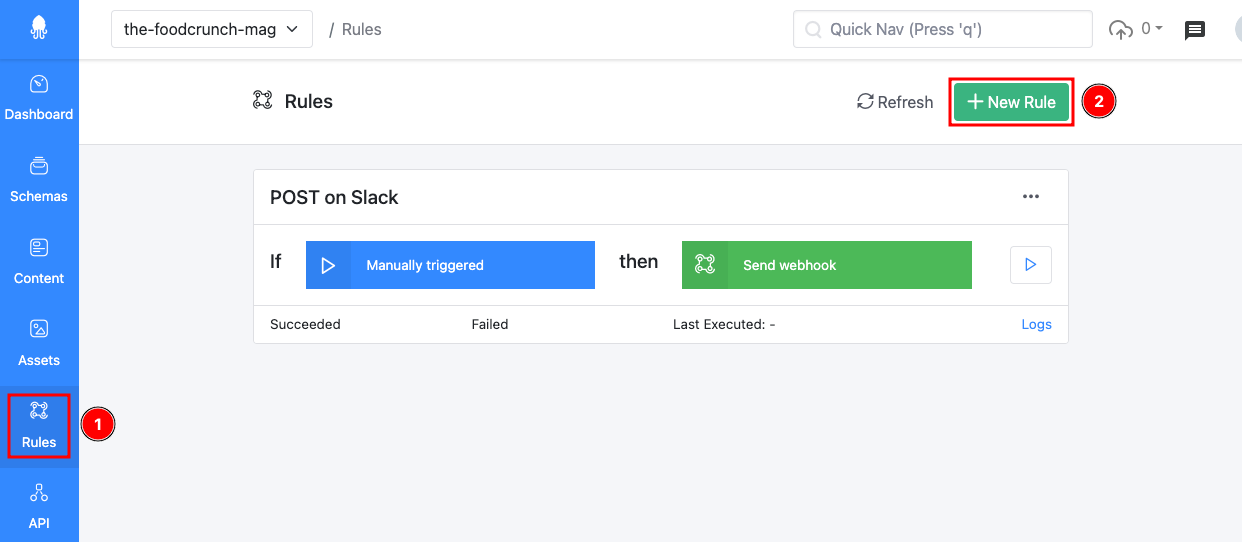 the-foodcrunch-mag
/ Rules
Quick Nav (Press 'q')
0
Dashboard
Schemas
Content
Assets
Rules
1
API
Rules
Refresh
New Rule
2
POST on Slack
If
Manually triggered
then
Send webhook
Succeeded
Failed
Last Executed: -
Logs